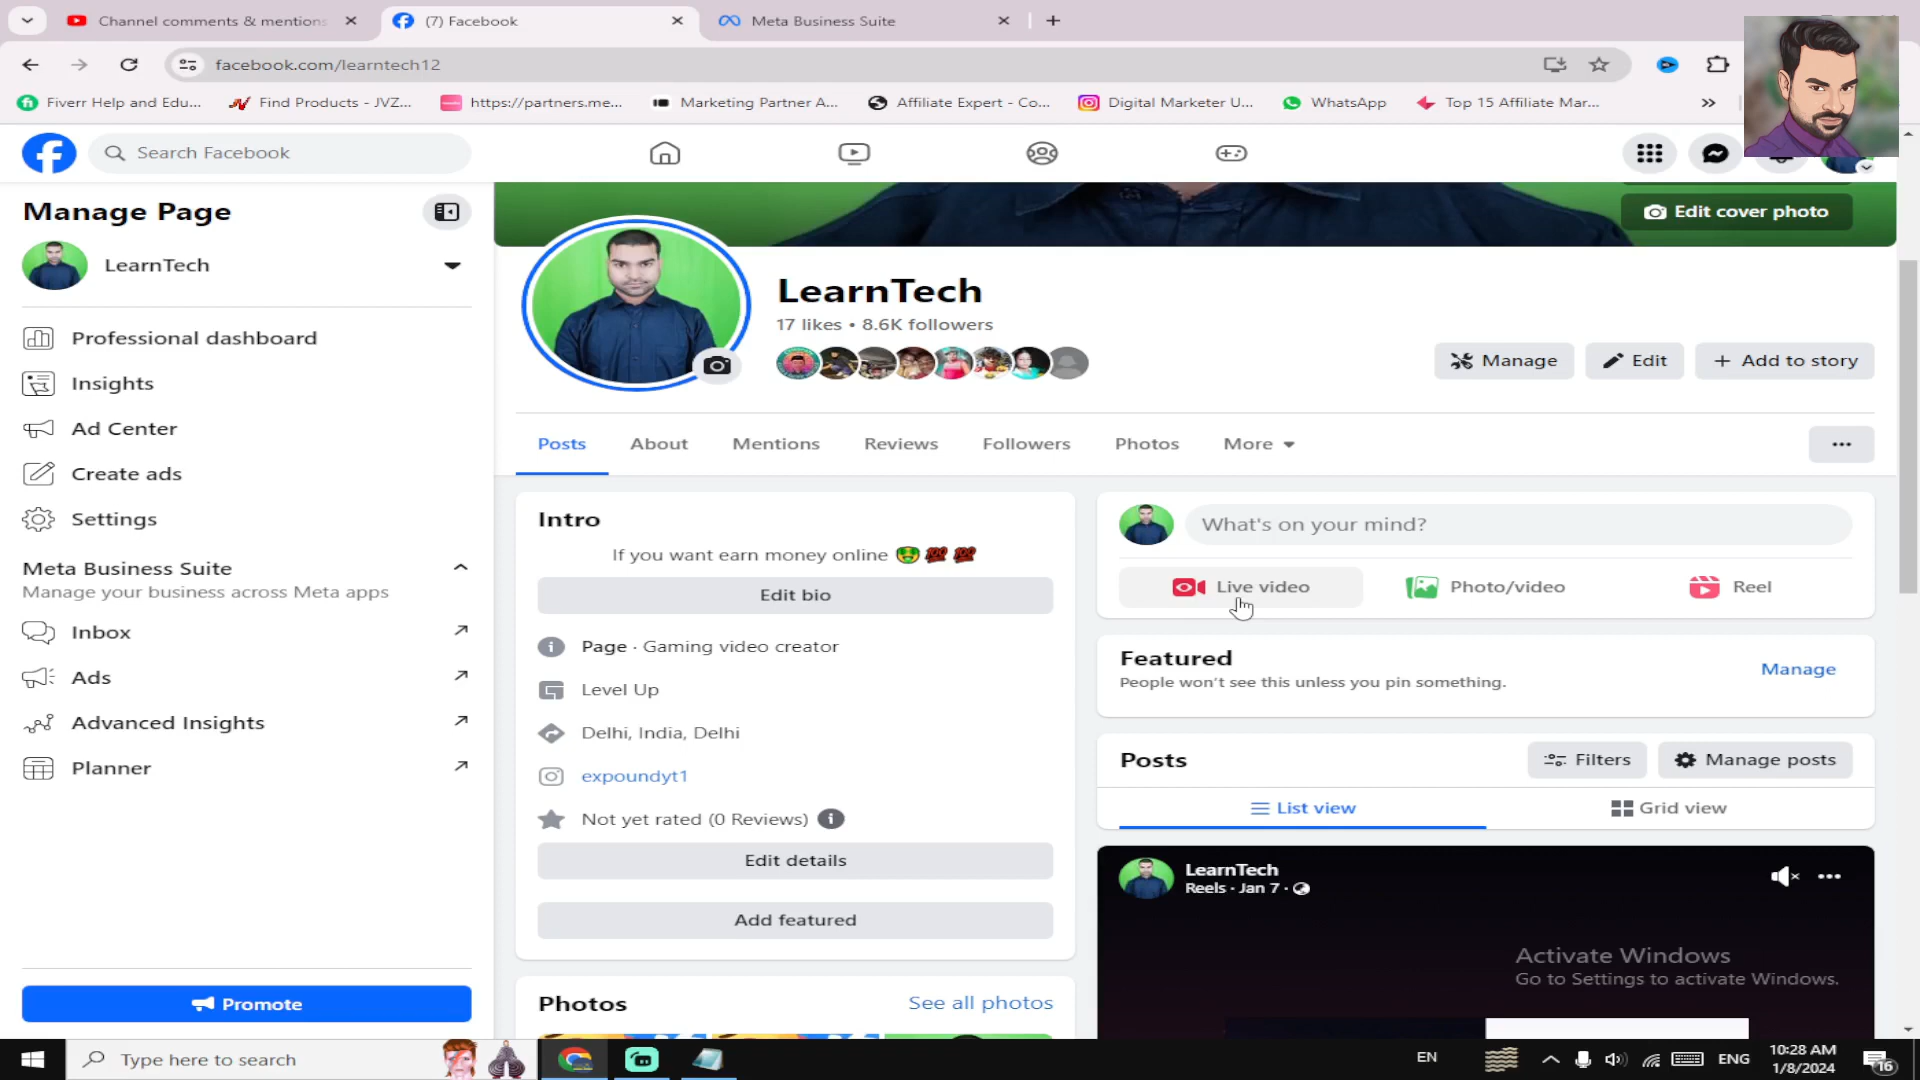 Channel comments & mentions
(7) Facebook
Meta Business Suite
facebook.com/learntech12
Fiverr Help and Edu...
Find Products - JVZ...
https://partners.me...
Marketing Partner A...
Affiliate Expert - Co...
Digital Marketer U...
WhatsApp
Top 15 Affiliate Mar...
Search Facebook
Manage Page
LearnTech
Professional dashboard
Insights
Ad Center
Create ads
Settings
Meta Business Suite
Manage your business across Meta apps
Inbox
Ads
Advanced Insights
Planner
Promote
Edit cover photo
LearnTech
17 likes • 8.6K followers
Manage
Edit
+ Add to story
Posts
About
Mentions
Reviews
Followers
Photos
More
Intro
If you want earn money online 🤑 💯 💯
Edit bio
Page · Gaming video creator
Level Up
Delhi, India, Delhi
expoundyt1
Not yet rated (0 Reviews)
Edit details
Add featured
Photos
See all photos
What's on your mind?
Live video
Photo/video
Reel
Featured
Manage
People won't see this unless you pin something.
Posts
Filters
Manage posts
List view
Grid view
LearnTech
Reels · Jan 7 ·
Activate Windows
Go to Settings to activate Windows.
Type here to search
EN
ENG
10:28 AM
1/8/2024
16